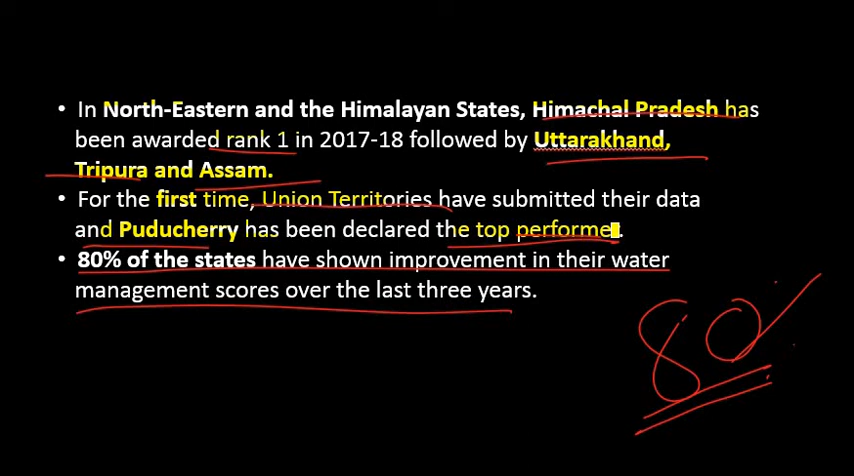 • In North-Eastern and the Himalayan States, Himachal Pradesh has
been awarded rank 1 in 2017-18 followed by Uttarakhand,
Tripura and Assam.
• For the first time, Union Territories have submitted their data
and Puducherry has been declared the top performer.
• 80% of the states have shown improvement in their water
management scores over the last three years.
80%